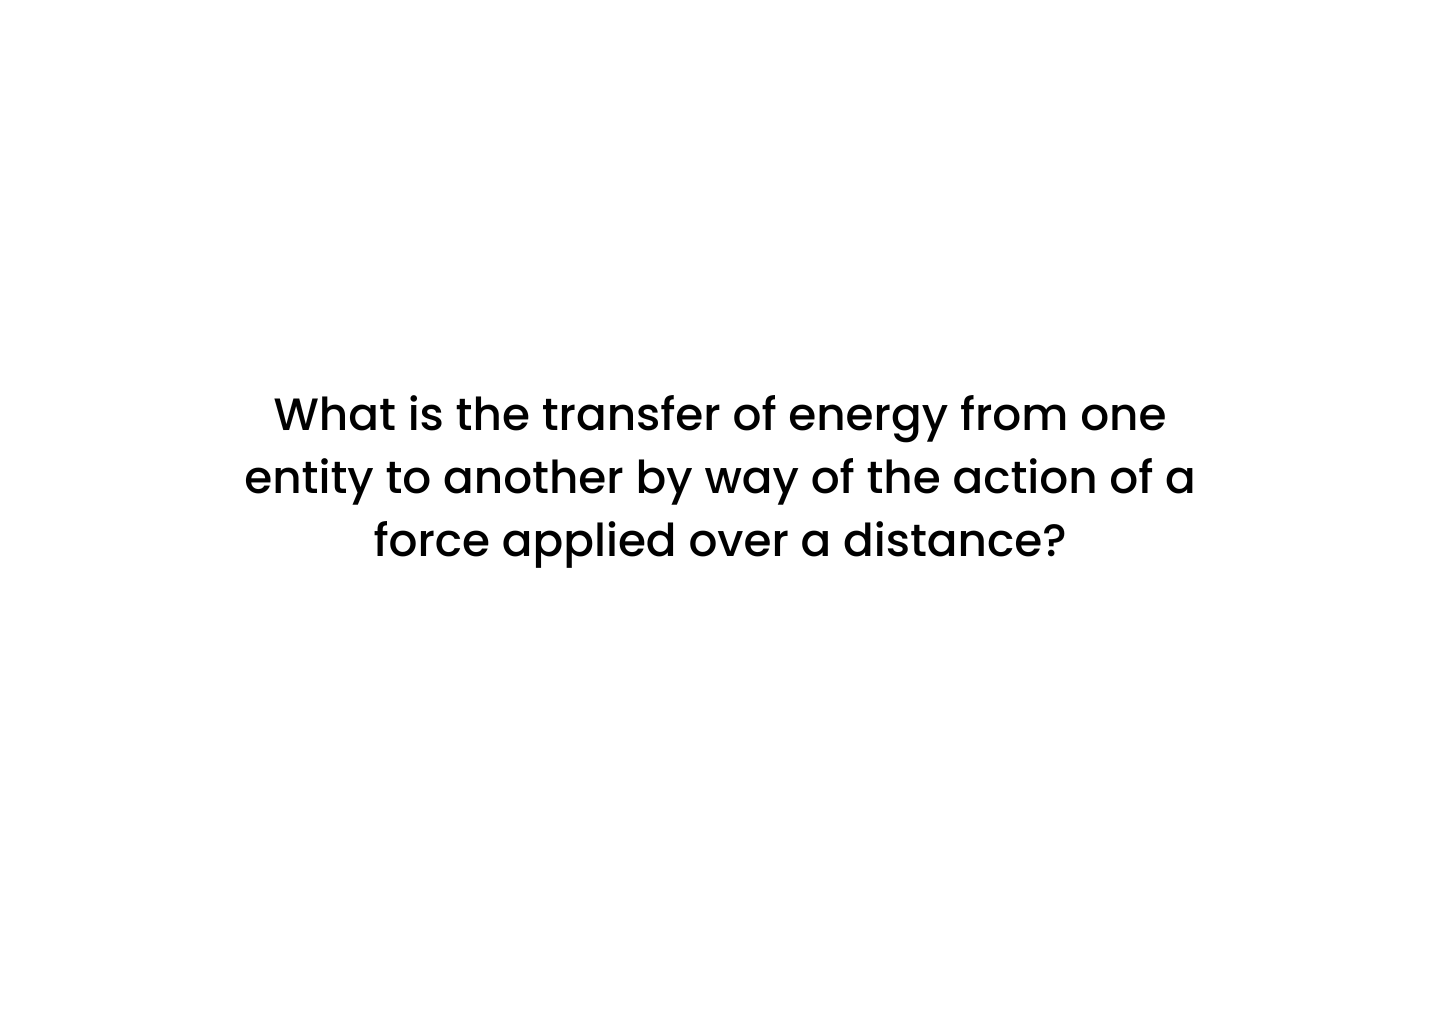 What is the transfer of energy from one
entity to another by way of the action of a
force applied over a distance?